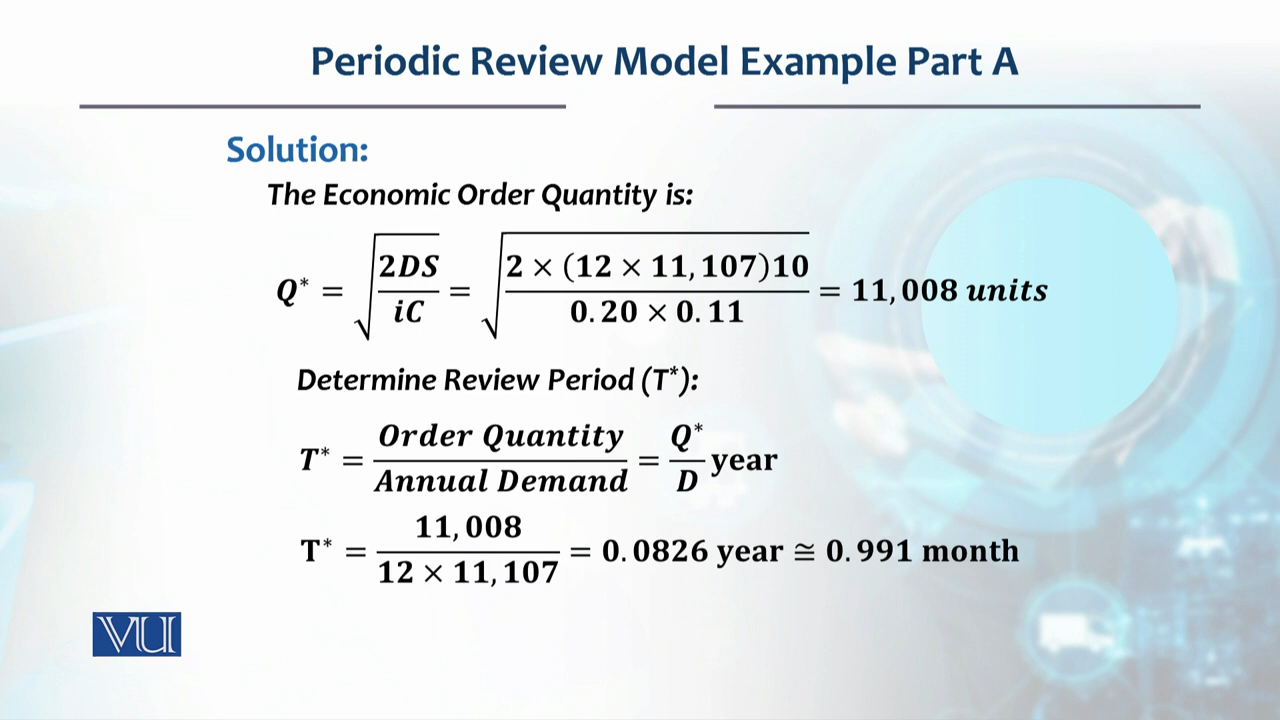 Periodic Review Model Example Part A
Solution:
The Economic Order Quantity is:
Q* = √(2DS / iC) = √(2 × (12 × 11,107)10 / 0.20 × 0.11) = 11,008 units
Determine Review Period (T*):
T* = Order Quantity / Annual Demand = Q* / D year
T* = 11,008 / 12 × 11,107 = 0.0826 year ≅ 0.991 month
VU